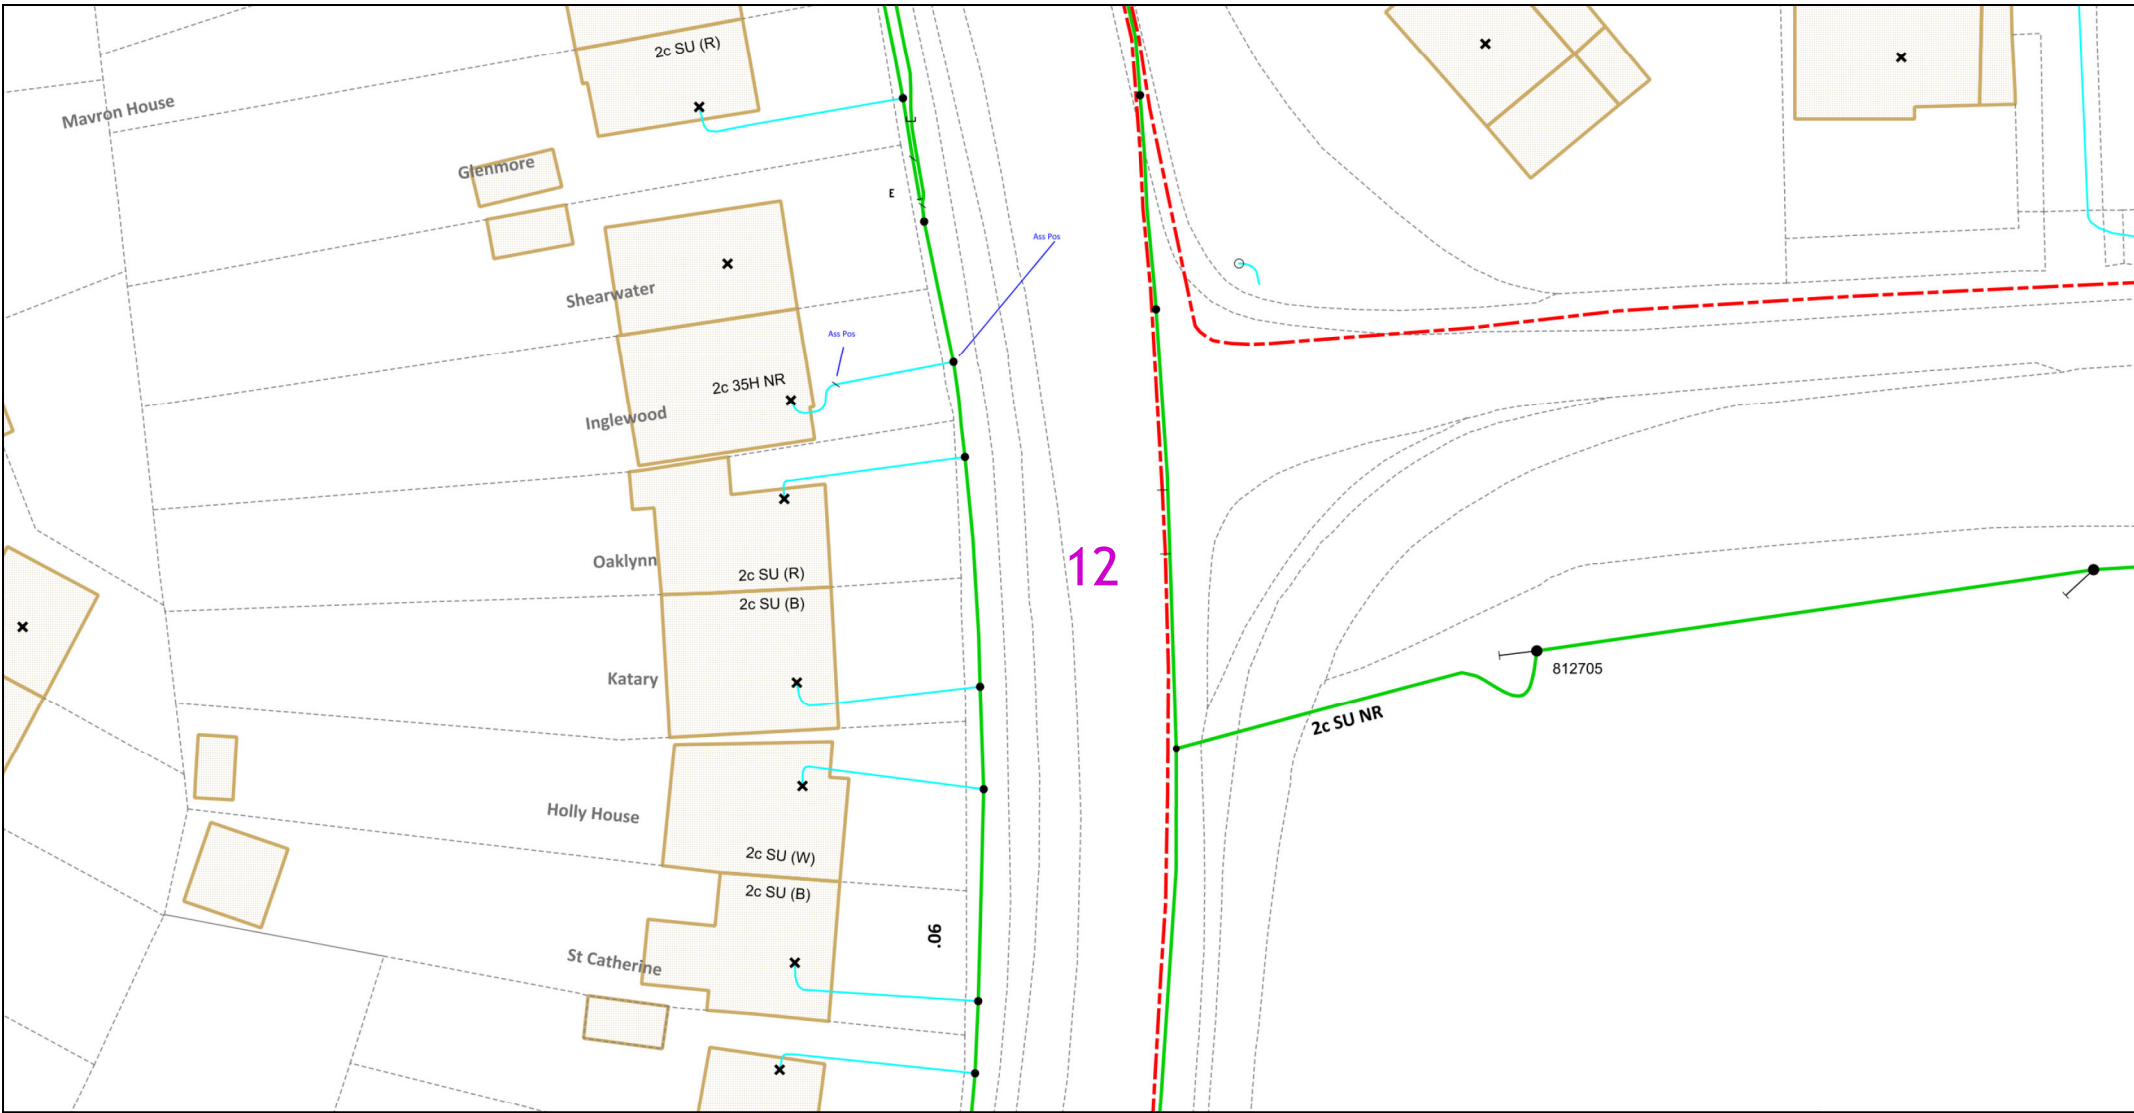 2c SU (R)
Mavron House
Glenmore
E
Ass Pos
Shearwater
Ass Pos
2c 35H NR
Inglewood
12
Oaklynn
2c SU (R)
2c SU (B)
Katary
812705
2c SU NR
Holly House
2c SU (W)
2c SU (B)
.06
St Catherine